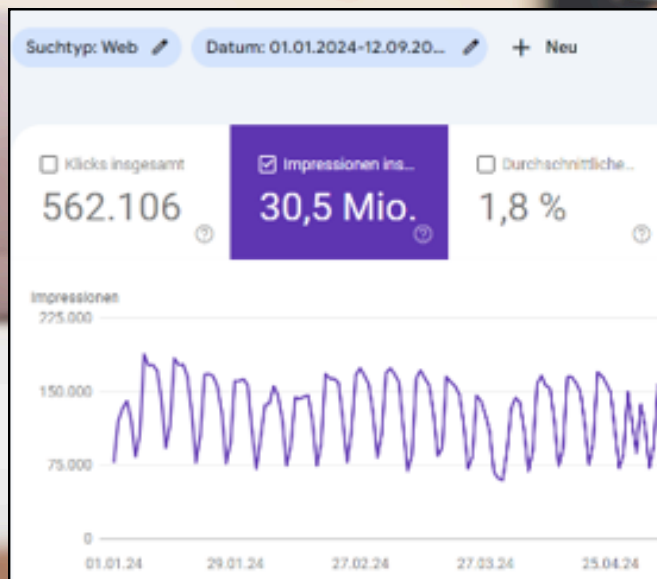 Suchtyp: Web
Datum: 01.01.2024-12.09.20...
+ Neu
Klicks insgesamt
562.106
Impressionen ins...
30,5 Mio.
Durchschnittliche...
1,8 %
Impressionen
225.000
150.000
75.000
0
01.01.24
29.01.24
27.02.24
27.03.24
25.04.24